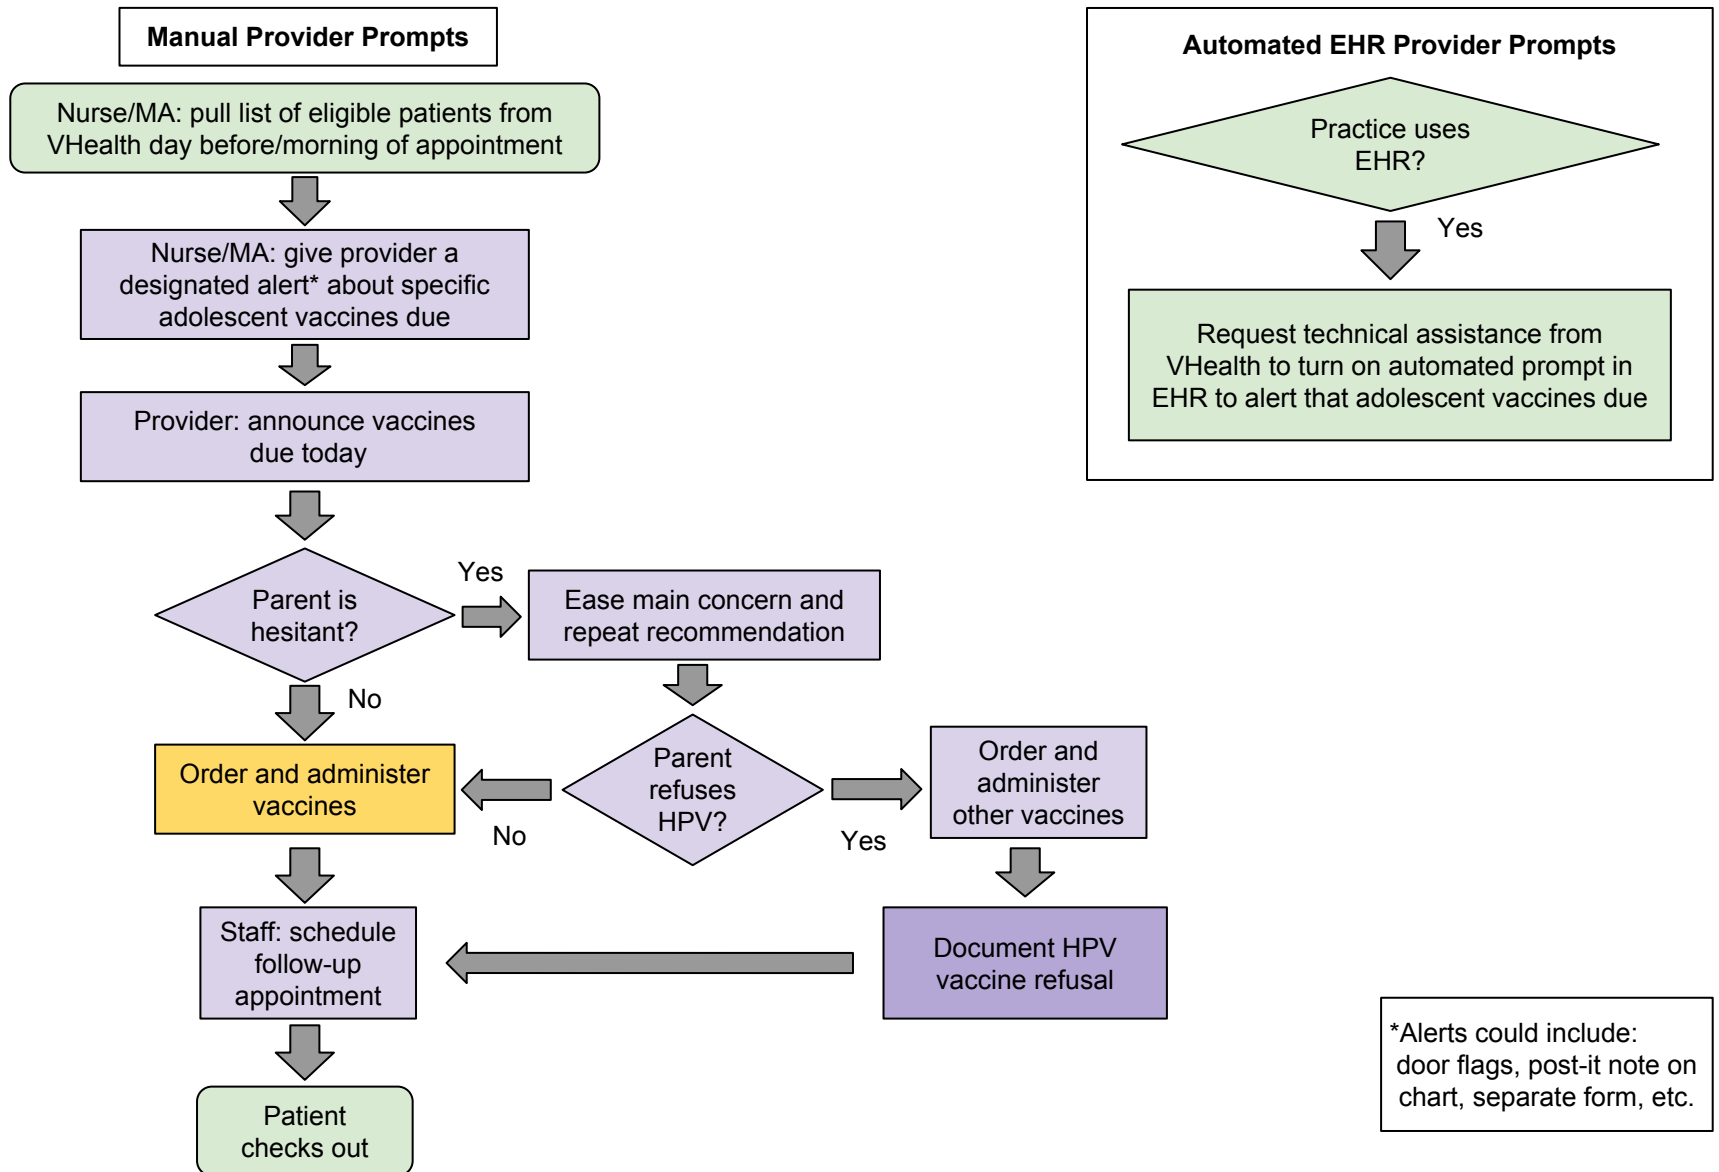 Manual Provider Prompts
Nurse/MA: pull list of eligible patients from
VHealth day before/morning of appointment
Nurse/MA: give provider a
designated alert* about specific
adolescent vaccines due
Provider: announce vaccines
due today
Parent is
hesitant?
Yes
Ease main concern and
repeat recommendation
No
Order and administer
vaccines
Parent
refuses
HPV?
No
Yes
Order and
administer
other vaccines
Staff: schedule
follow-up
appointment
Document HPV
vaccine refusal
Patient
checks out
Automated EHR Provider Prompts
Practice uses
EHR?
Yes
Request technical assistance from
VHealth to turn on automated prompt in
EHR to alert that adolescent vaccines due
*Alerts could include:
door flags, post-it note on
chart, separate form, etc.